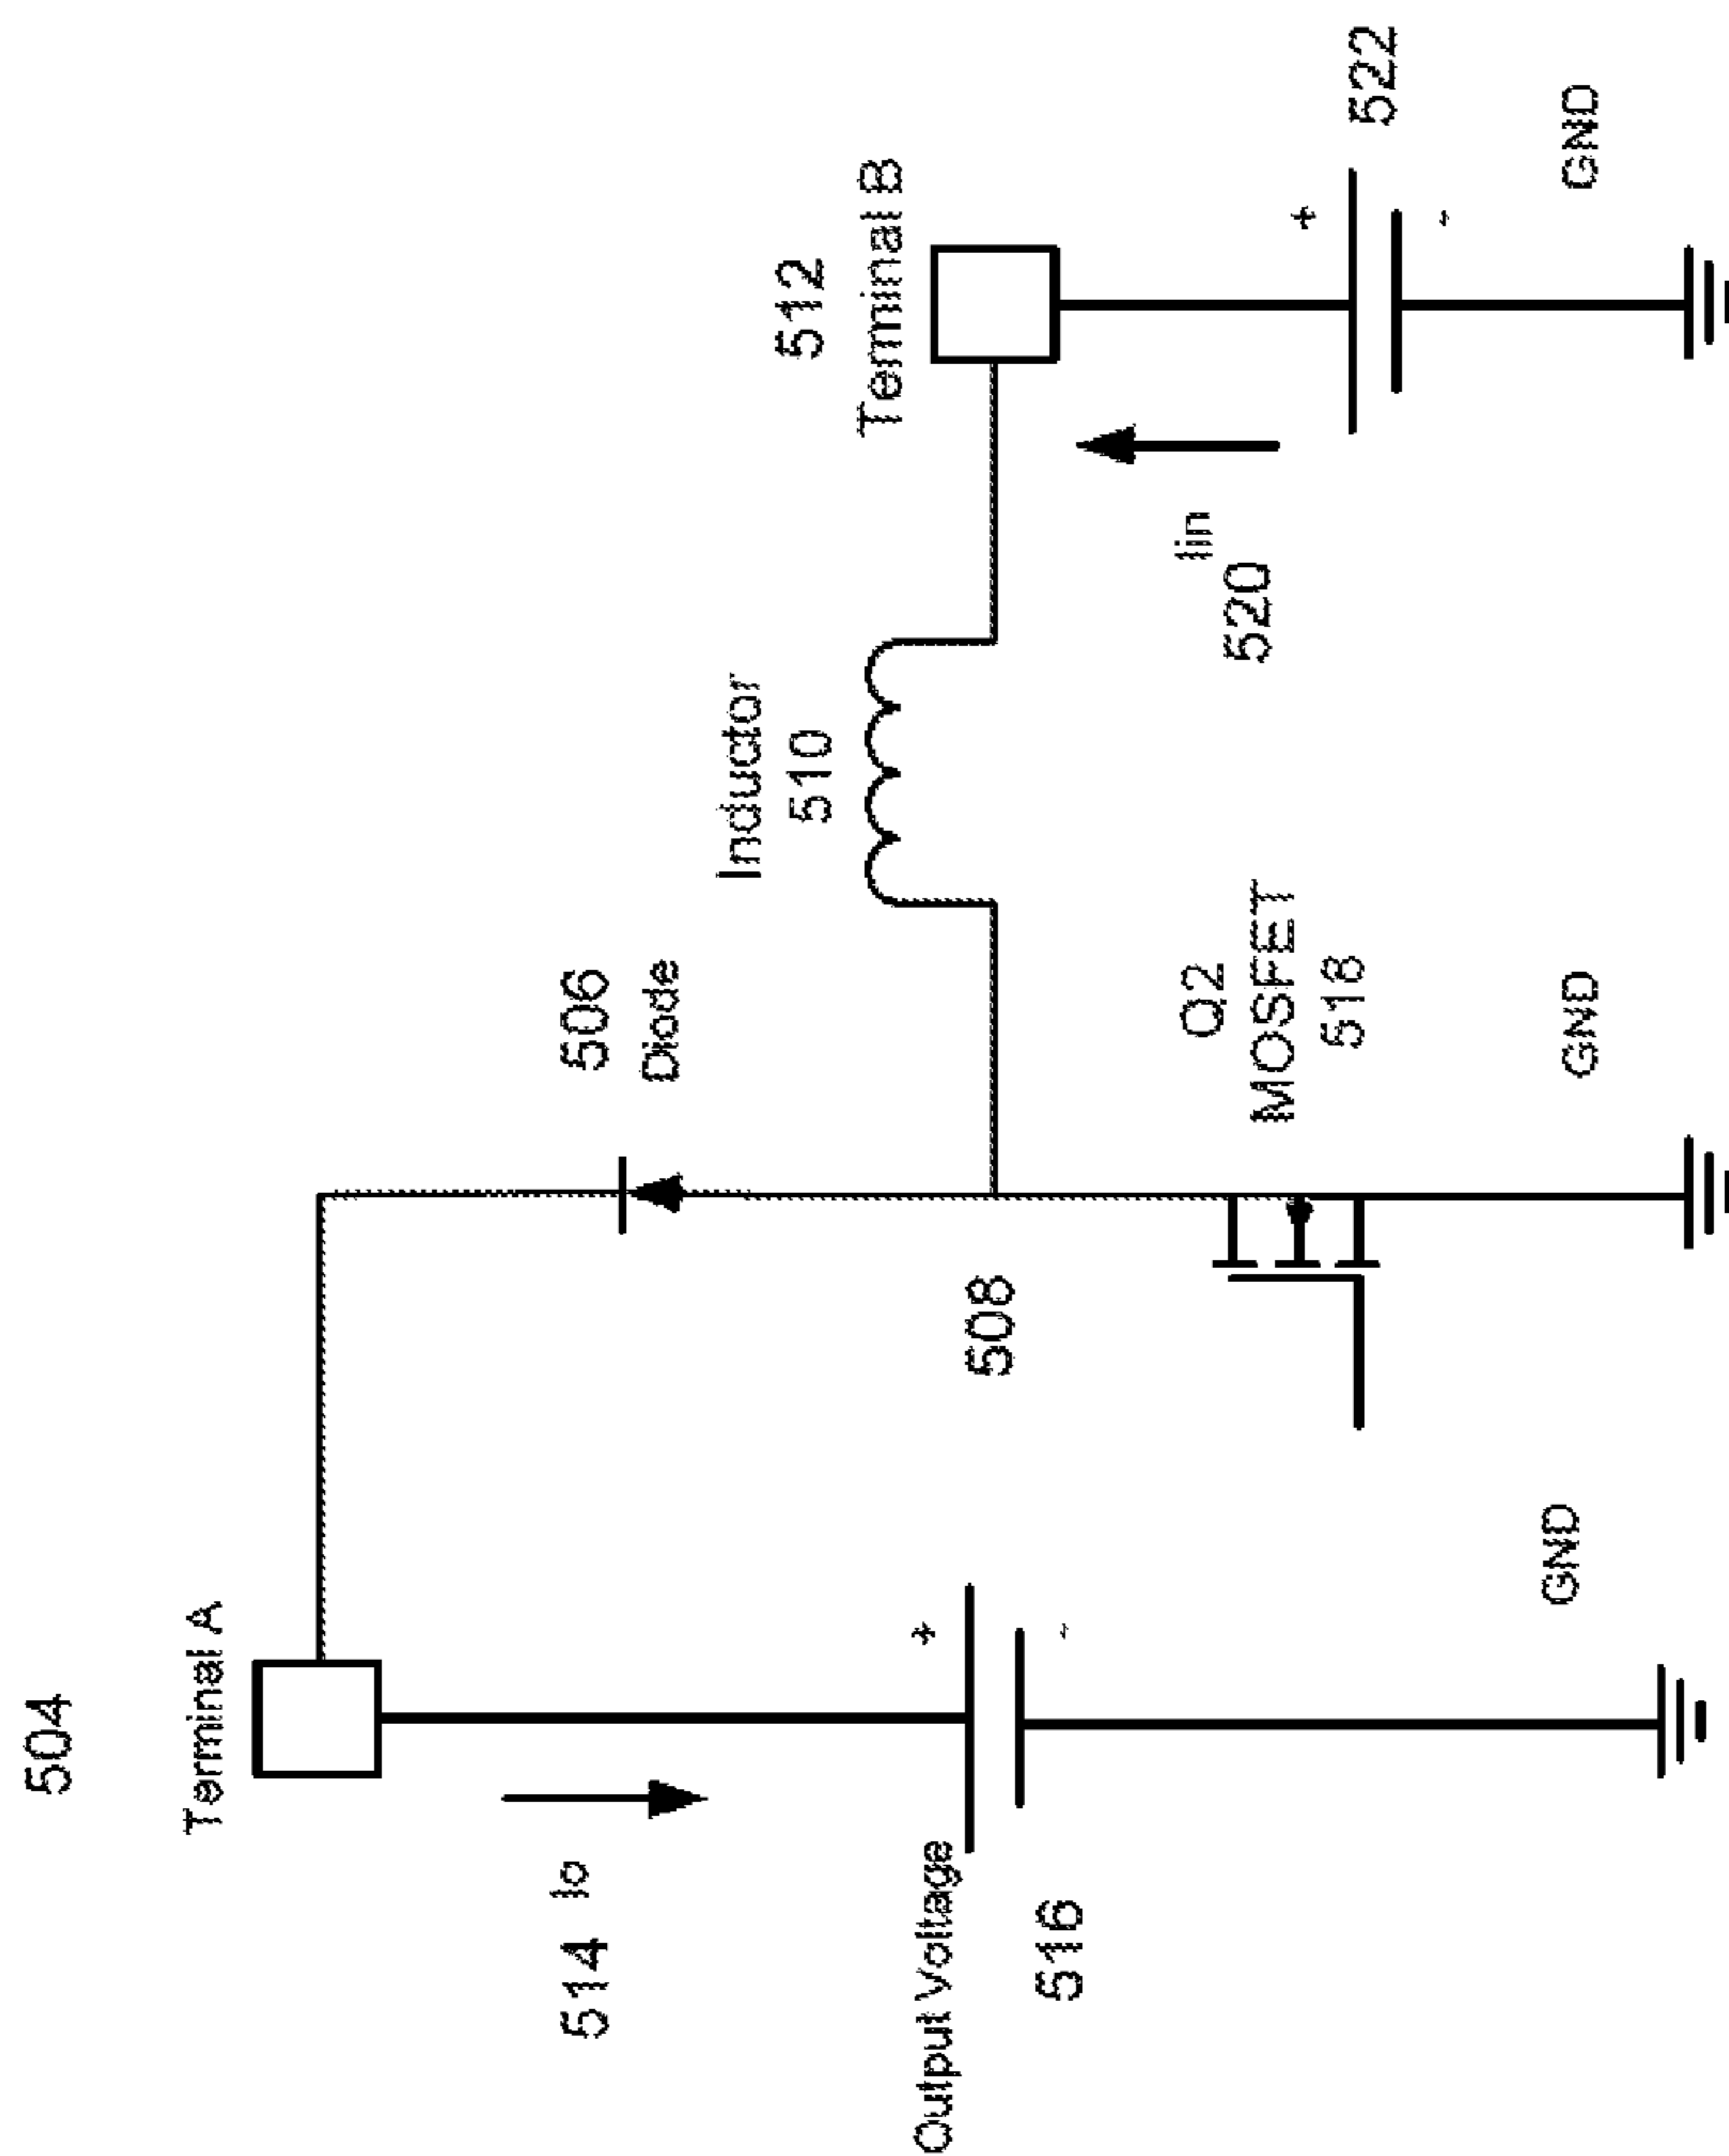 504
Terminal A
514 Io
506
Diode
Inductor
510
512
Terminal B
Output Voltage
516
+
-
508
Q2
MOSFET
516
Iin
520
+
-
522
GND
GND
GND